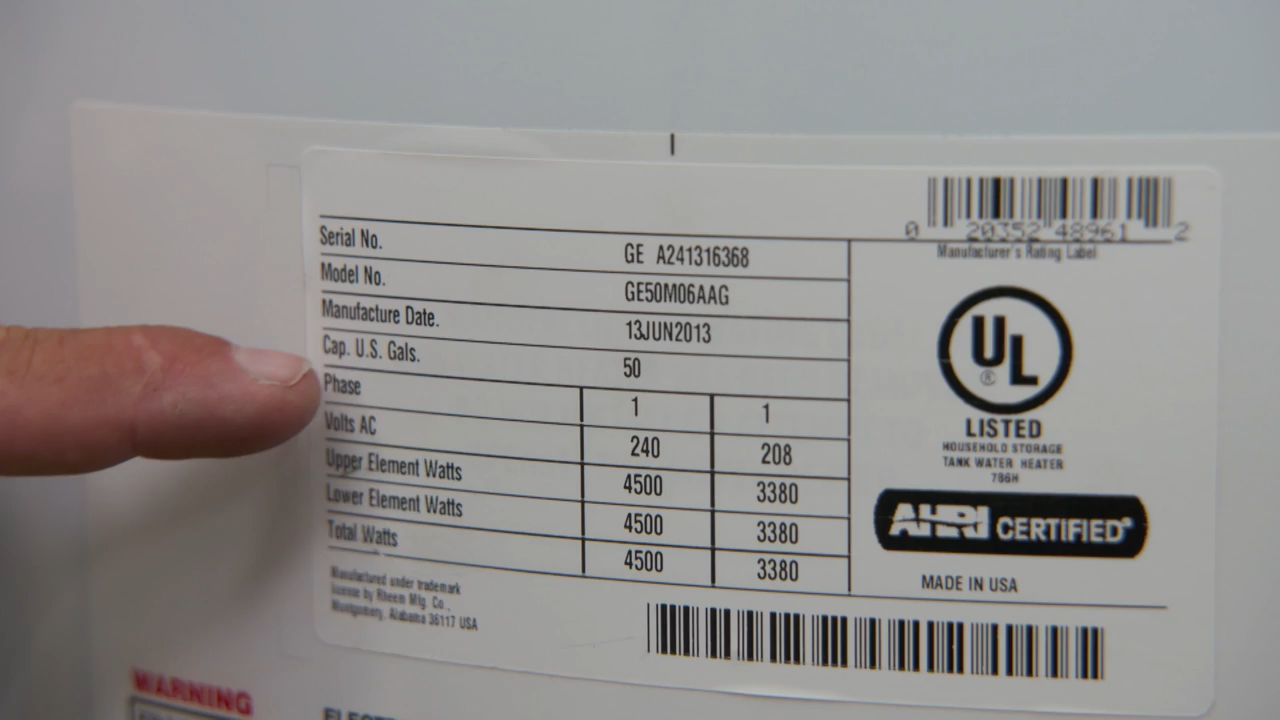 0 20352 48961 2
Manufacturer's Rating Label
Serial No. GE A241316368
Model No. GE50M06AAG
Manufacture Date. 13JUN2013
Cap. U.S. Gals. 50
Phase 1 1
Volts AC 240 208
Upper Element Watts 4500 3380
Lower Element Watts 4500 3380
Total Watts 4500 3380
Manufactured under trademark
license by Rheem Mfg. Co.,
Montgomery, Alabama 36117 USA
UL
®
LISTED
HOUSEHOLD STORAGE
TANK WATER HEATER
786H
AHRI CERTIFIED®
MADE IN USA
WARNING